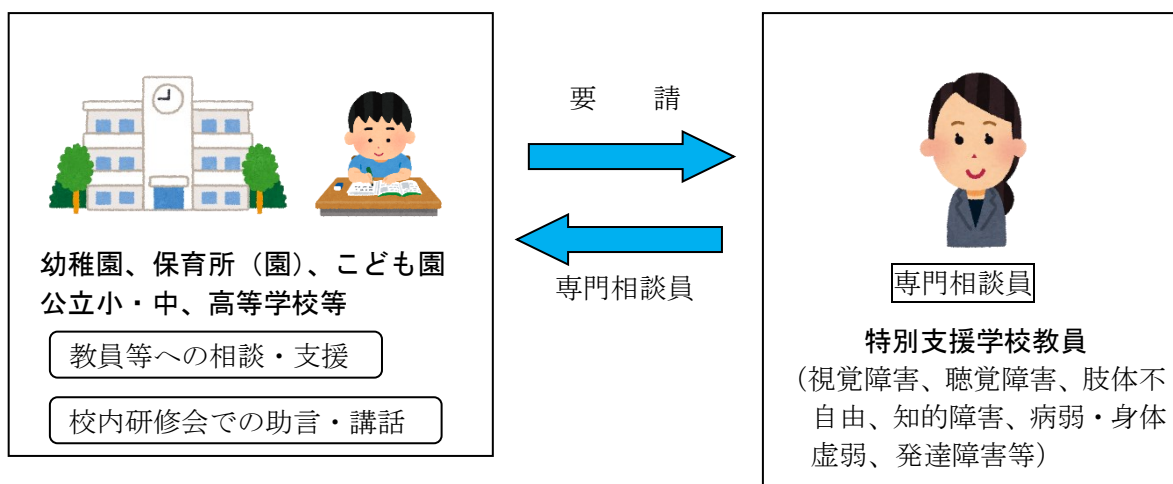 幼稚園、保育所（園）、こども園
公立小・中、高等学校等
教員等への相談・支援
校内研修会での助言・講話
要　請
専門相談員
専門相談員
特別支援学校教員
（視覚障害、聴覚障害、肢体不
自由、知的障害、病弱・身体
虚弱、発達障害等）